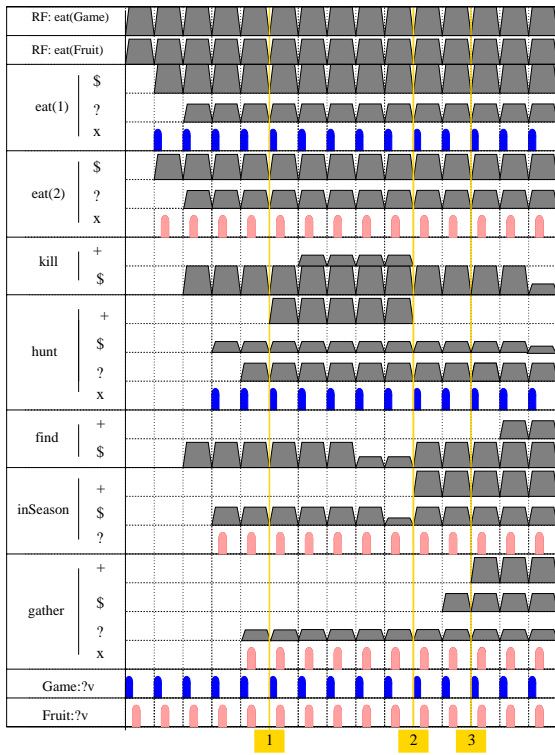 RF: eat(Game)
RF: eat(Fruit)
eat(1)
$
?
x
eat(2)
$
?
x
kill
+
$
hunt
+
$
?
x
find
+
$
inSeason
+
$
?
gather
+
$
?
x
Game:?v
Fruit:?v
1 2 3